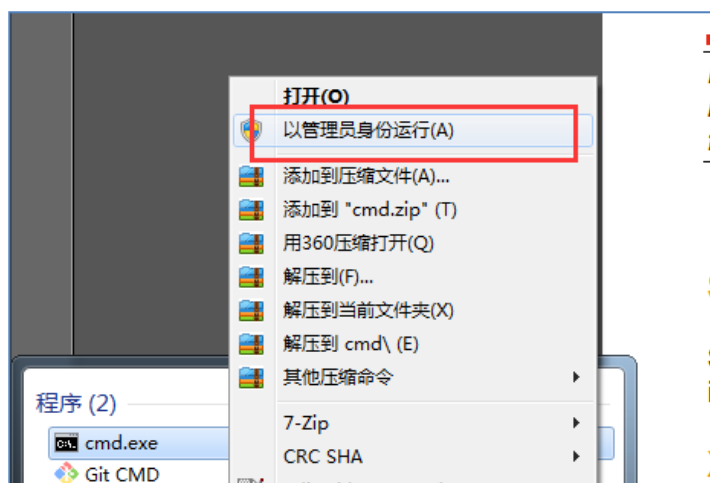 打开(O)
以管理员身份运行(A)
添加到压缩文件(A)...
添加到 "cmd.zip" (T)
用360压缩打开(Q)
解压到(F)...
解压到当前文件夹(X)
解压到 cmd\ (E)
其他压缩命令
7-Zip
CRC SHA
程序 (2)
cmd.exe
Git CMD